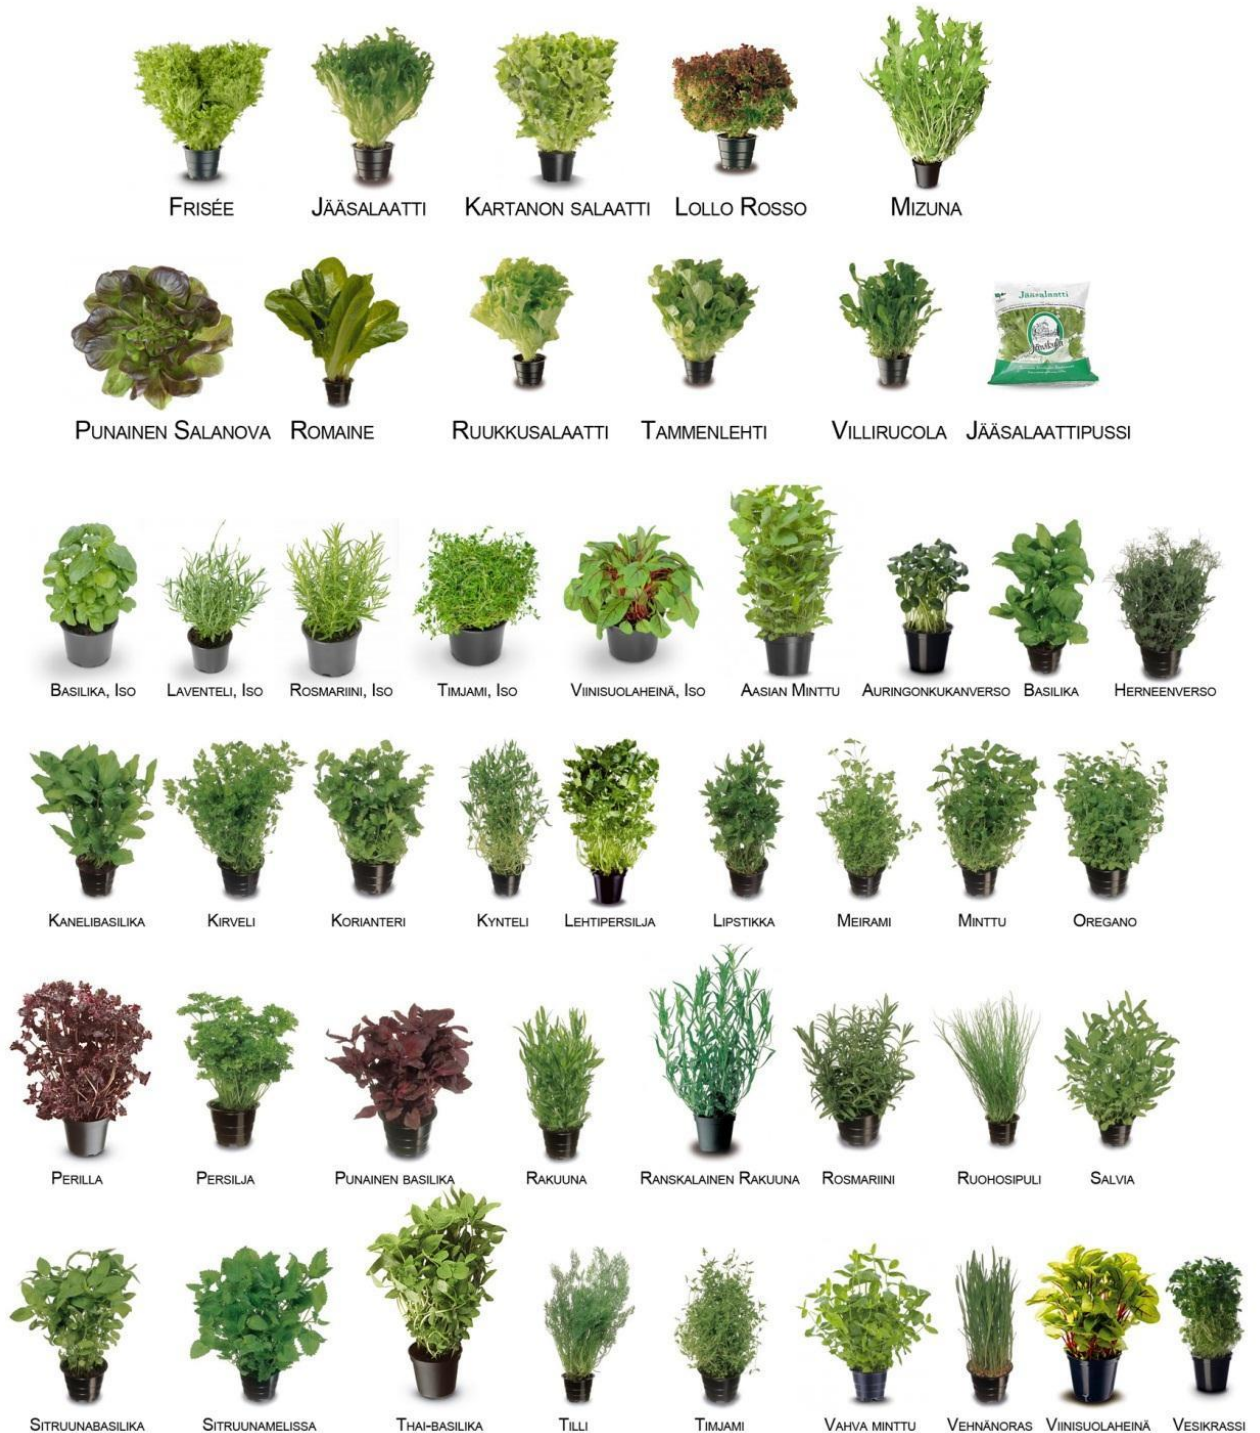 FRISÉE JÄÄSALAATTI KARTANON SALAATTI LOLLO ROSSO MIZUNA
Jääsalaatti
PUNAINEN SALANOVA ROMAINE RUUKKUSALAATTI TAMMENLEHTI VILLIRUCOLA JÄÄSALAATTIPUSSI
BASILIKA, ISO LAVENTELI, ISO ROSMARIINI, ISO TIMJAMI, ISO VIINISUOLAHEINÄ, ISO AASIAN MINTTU AURINGONKUKANVERSO BASILIKA HERNEENVERSO
KANELIBASILIKA KIRVELI KORIANTERI KYNTELI LEHTIPERSILJA LIPSTIKKA MEIRAMI MINTTU OREGANO
PERILLA PERSILJA PUNAINEN BASILIKA RAKUUNA RANSKALAINEN RAKUUNA ROSMARIINI RUOHOSIPULI SALVIA
SITRUUNABASILIKA SITRUUNAMELISSA THAI-BASILIKA TILLI TIMJAMI VAHVA MINTTU VEHNÄNORAS VIINISUOLAHEINÄ VESIKRASSI